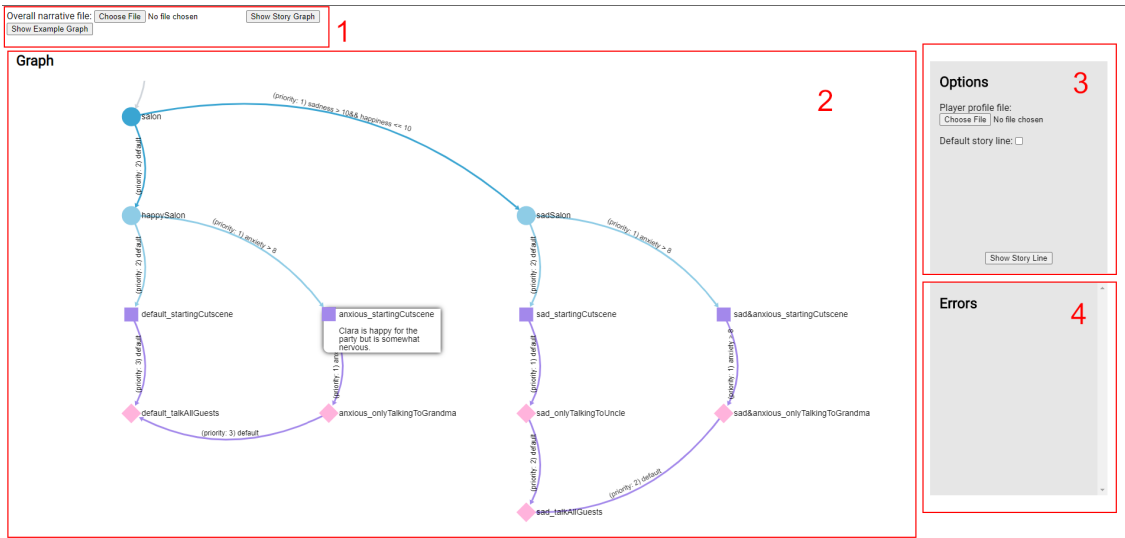 Overall narrative file: Choose File No file chosen Show Story Graph
Show Example Graph
1
Graph
2
salon
(priority: 1) sadness > 10&& happiness << 10
(priority: 2) default
happySalon
(priority: 1) anxiety > 8
sadSalon
(priority: 1) anxiety > 8
(priority: 2) default
(priority: 2) default
default_startingCutscene
anxious_startingCutscene
Clara is happy for the
party but is somewhat
nervous.
sad_startingCutscene
sad&anxious_startingCutscene
(priority: 3) default
(priority: 1) anx
(priority: 1) default
(priority: 1) anxiety > 8
default_talkAllGuests
anxious_onlyTalkingToGrandma
sad_onlyTalkingToUncle
sad&anxious_onlyTalkingToGrandma
(priority: 3) default
(priority: 2) default
(priority: 2) default
sad_talkAllGuests
3
Options
Player profile file:
Choose File No file chosen
Default story line:
Show Story Line
4
Errors